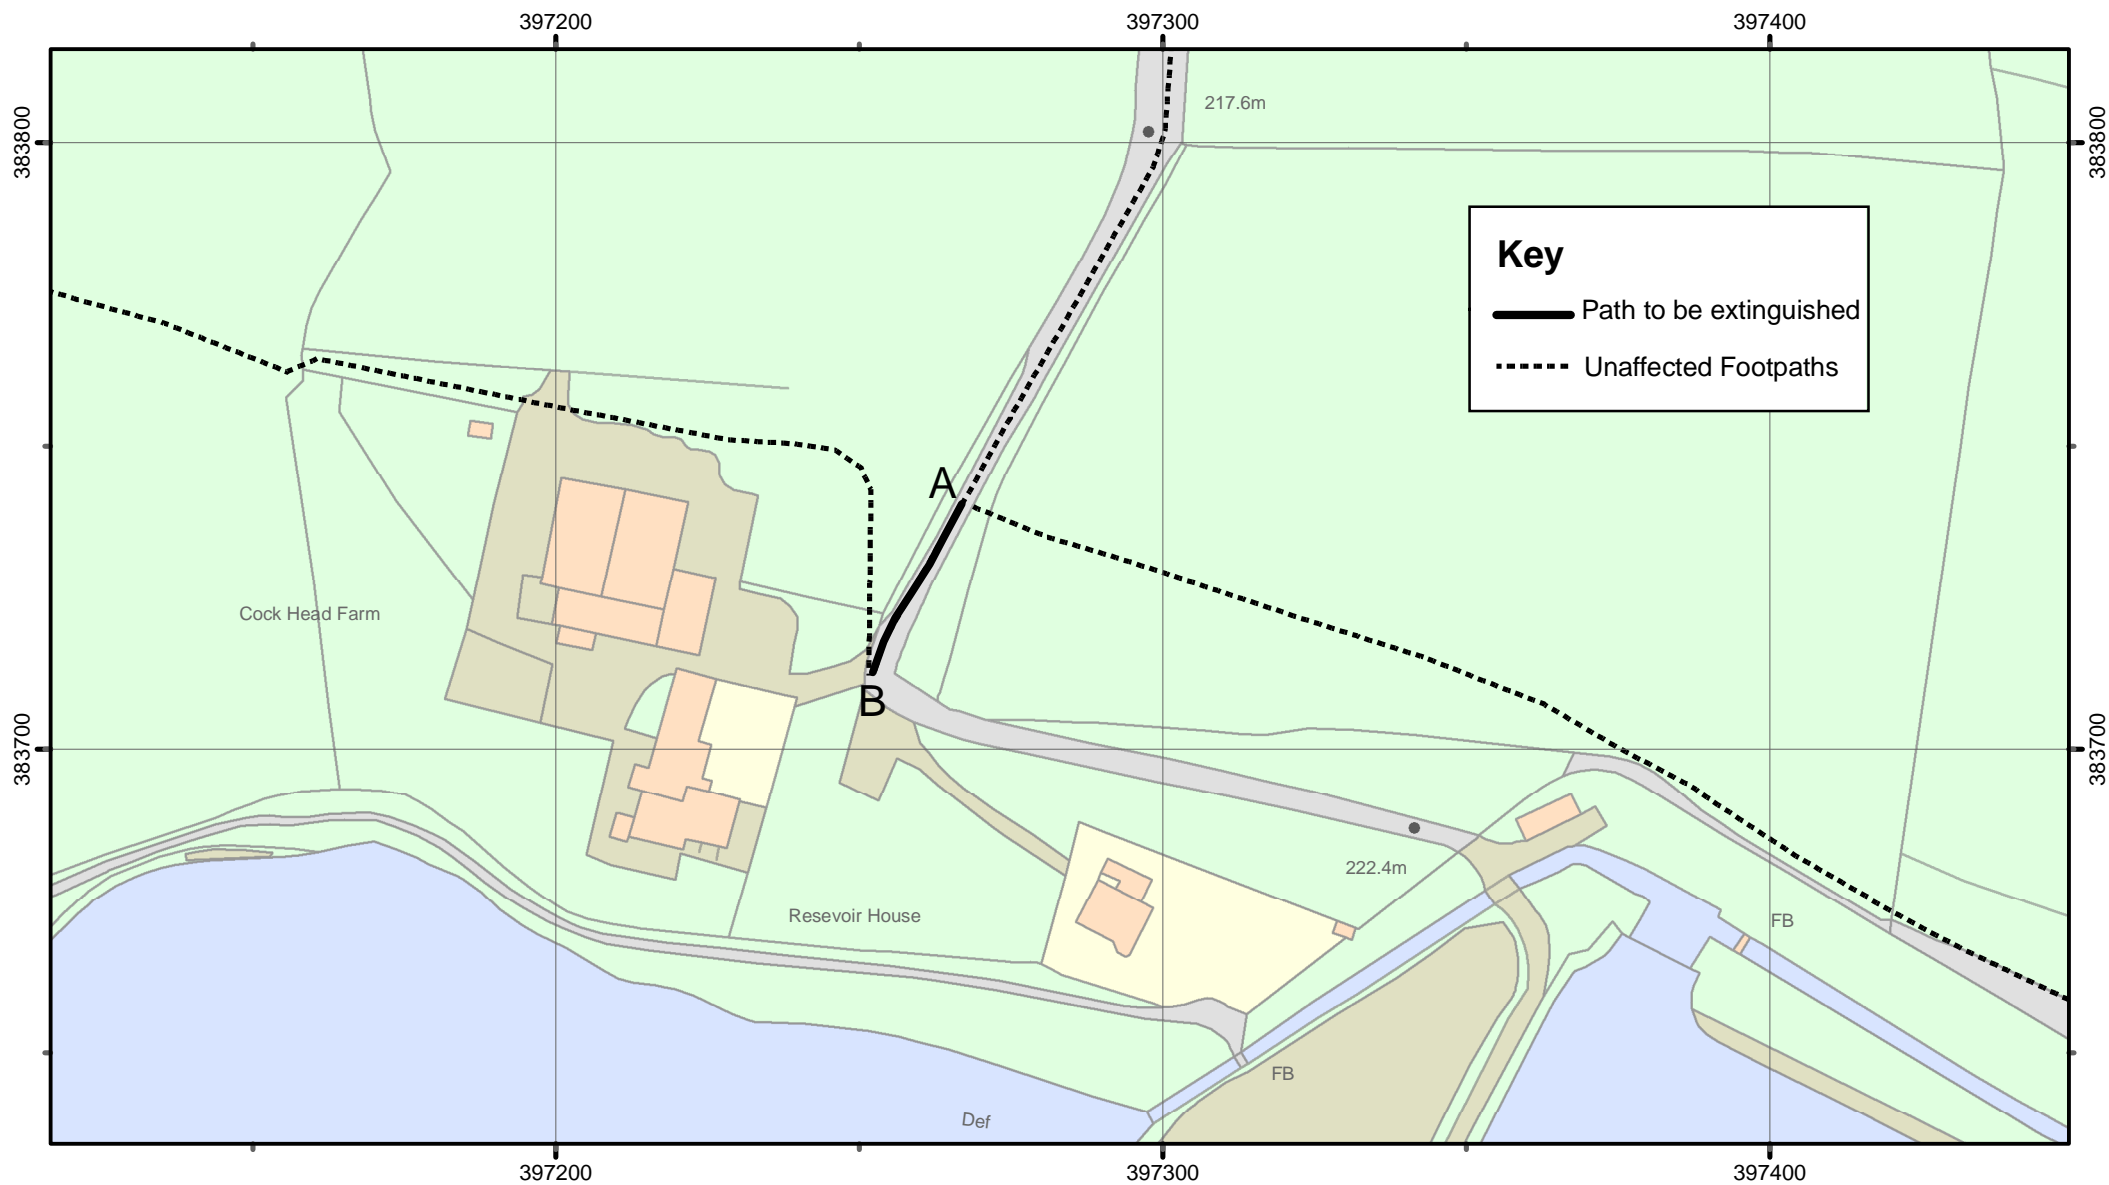 397200
397300
397400
217.6m
383800
383800
Key
Path to be extinguished
Unaffected Footpaths
A
Cock Head Farm
B
383700
383700
222.4m
Resevoir House
FB
FB
Def
397200
397300
397400